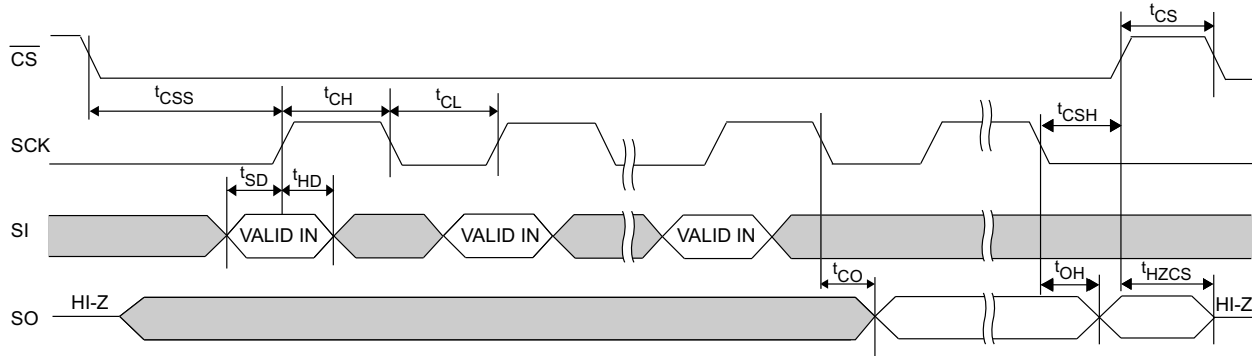 tCS
CS
tCSS
tCH
tCL
tCSH
SCK
tSD
tHD
SI
VALID IN
VALID IN
VALID IN
tCO
tOH
tHZCS
SO
HI-Z
HI-Z